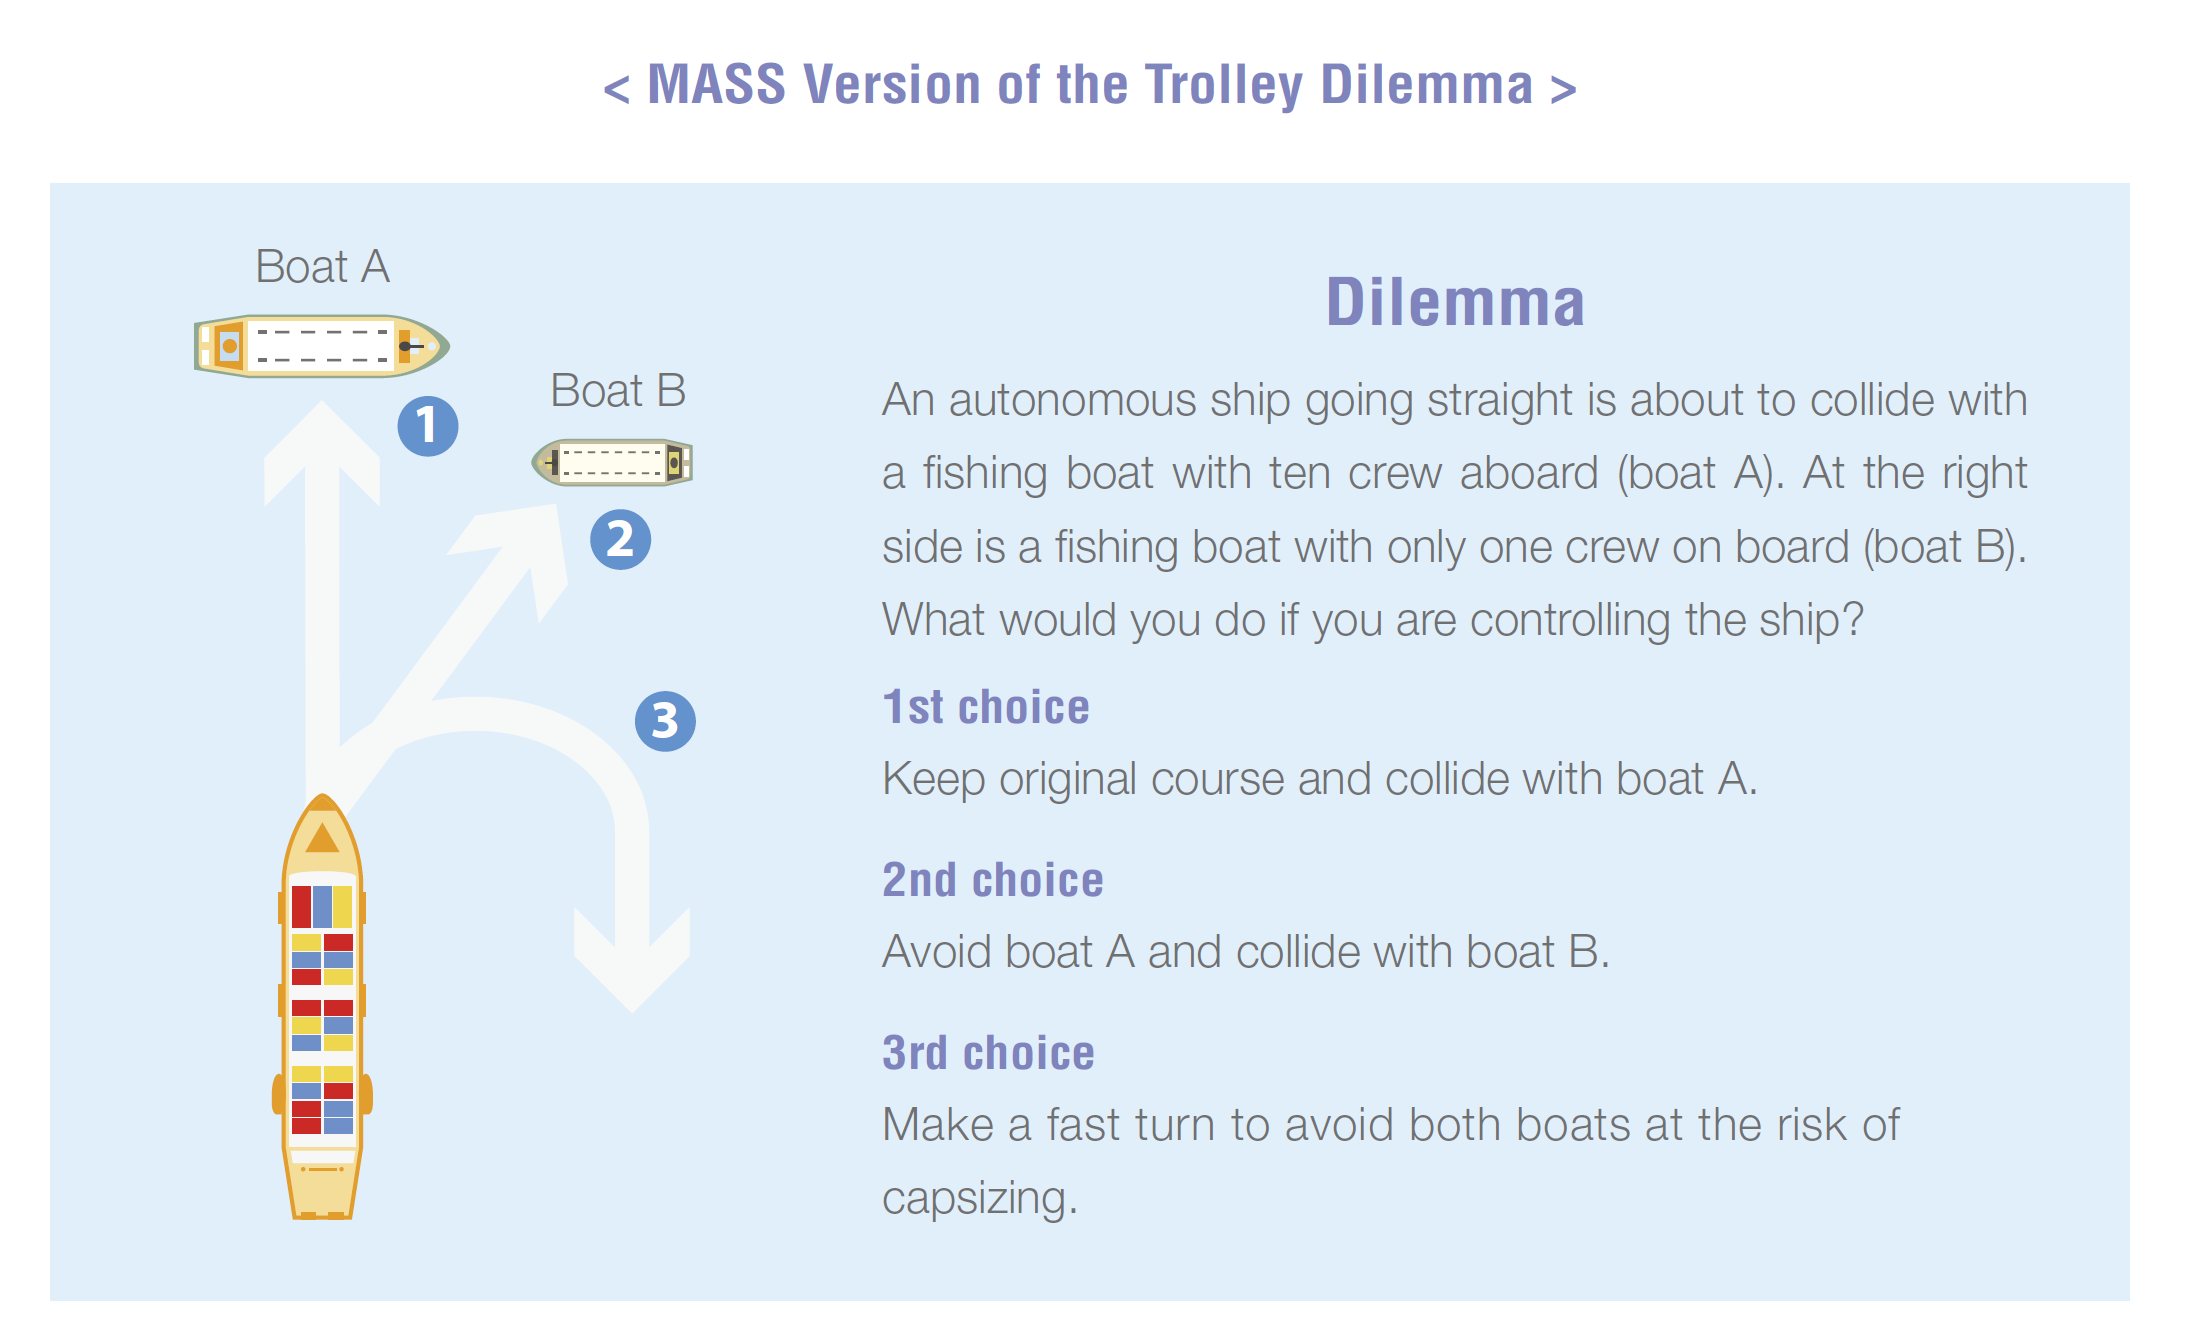 < MASS Version of the Trolley Dilemma >
Boat A
1
Boat B
2
3
Dilemma
An autonomous ship going straight is about to collide with
a fishing boat with ten crew aboard (boat A). At the right
side is a fishing boat with only one crew on board (boat B).
What would you do if you are controlling the ship?
1st choice
Keep original course and collide with boat A.
2nd choice
Avoid boat A and collide with boat B.
3rd choice
Make a fast turn to avoid both boats at the risk of
capsizing.